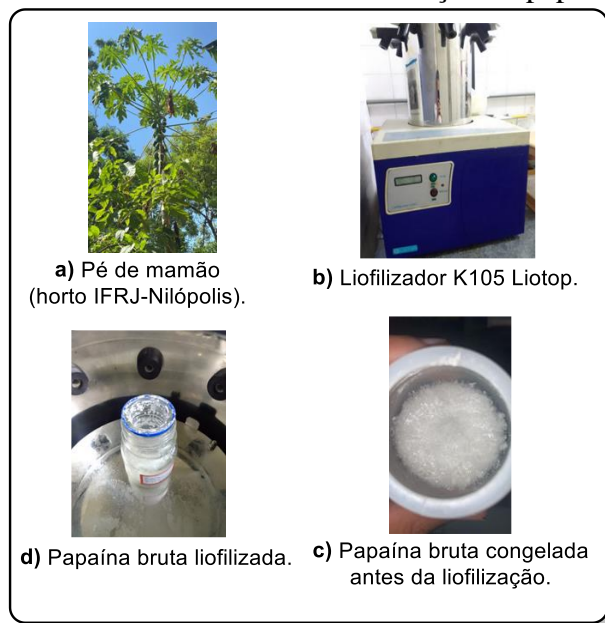 a) Pé de mamão
(horto IFRJ-Nilópolis).
b) Liofilizador K105 Liotop.
d) Papaína bruta liofilizada.
c) Papaína bruta congelada
antes da liofilização.